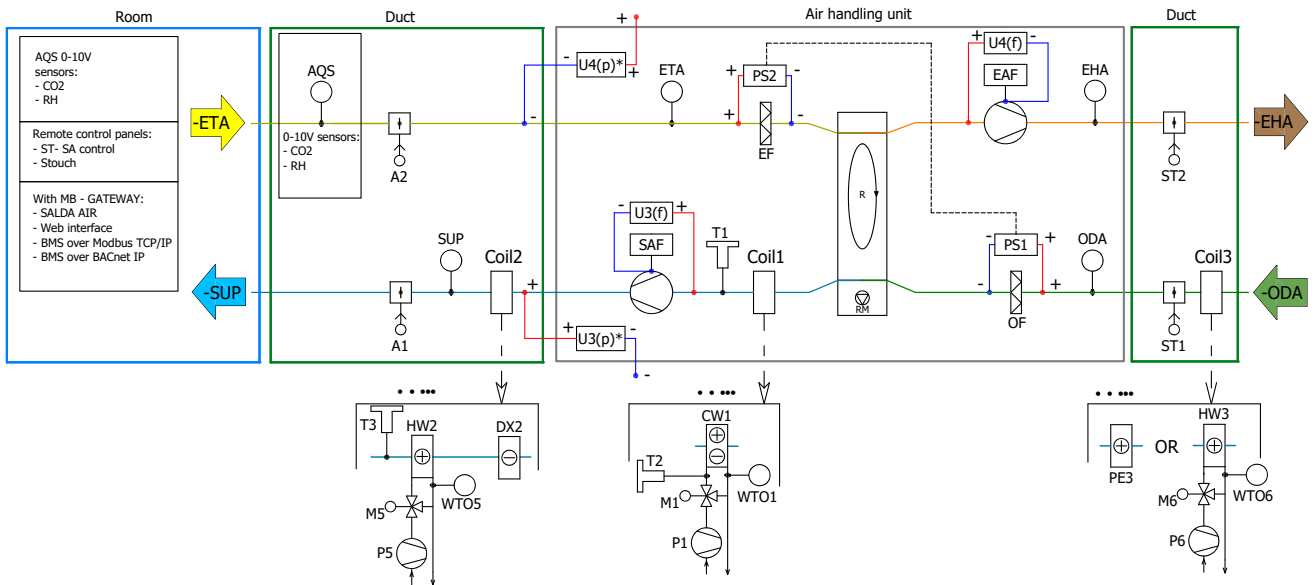 Room
Duct
Air handling unit
Duct
AQS 0-10V
sensors:
- CO2
- RH
Remote control panels:
- ST- SA control
- Stouch
With MB - GATEWAY:
- SALDA AIR
- Web interface
- BMS over Modbus TCP/IP
- BMS over BACnet IP
-ETA
-SUP
AQS
0-10V sensors:
- CO2
- RH
A2
SUP
Coil2
A1
+
-
U4(p)*
+
-
ETA
+
PS2
-
+
-
EF
U4(f)
+
-
EAF
EHA
ST2
-EHA
-
U3(f)
+
SAF
T1
Coil1
R
RM
-
PS1
+
-
+
OF
ODA
Coil3
ST1
-ODA
+
+
U3(p)*
-
-
T3
HW2
DX2
+
-
M5
WTO5
P5
CW1
+
-
T2
M1
WTO1
P1
HW3
+
OR
+
PE3
M6
WTO6
P6